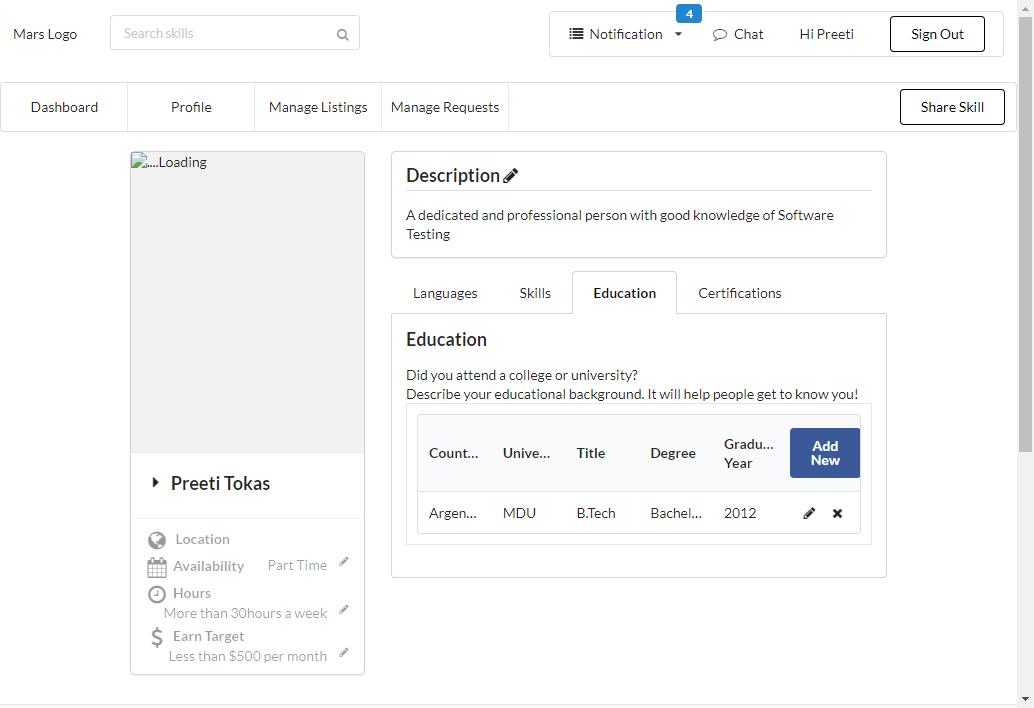 Mars Logo
Search skills
4
Notification
Chat
Hi Preeti
Sign Out
Dashboard
Profile
Manage Listings
Manage Requests
Share Skill
....Loading
Preeti Tokas
Location
Availability
Part Time
Hours
More than 30hours a week
Earn Target
Less than $500 per month
Description
A dedicated and professional person with good knowledge of Software
Testing
Languages
Skills
Education
Certifications
Education
Did you attend a college or university?
Describe your educational background. It will help people get to know you!
Count... Unive... Title Degree Gradu...
Year
Add
New
Argen... MDU B.Tech Bachel... 2012